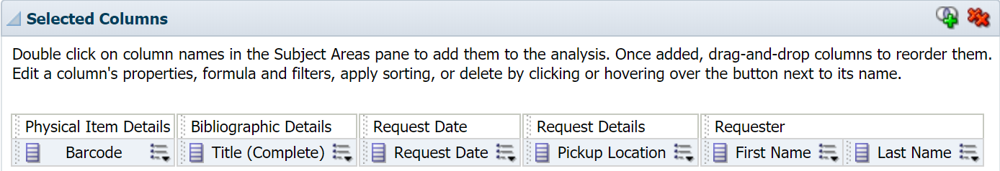 Selected Columns
Double click on column names in the Subject Areas pane to add them to the analysis. Once added, drag-and-drop columns to reorder them.
Edit a column's properties, formula and filters, apply sorting, or delete by clicking or hovering over the button next to its name.
Physical Item Details Bibliographic Details Request Date Request Details Requester
Barcode Title (Complete) Request Date Pickup Location First Name Last Name